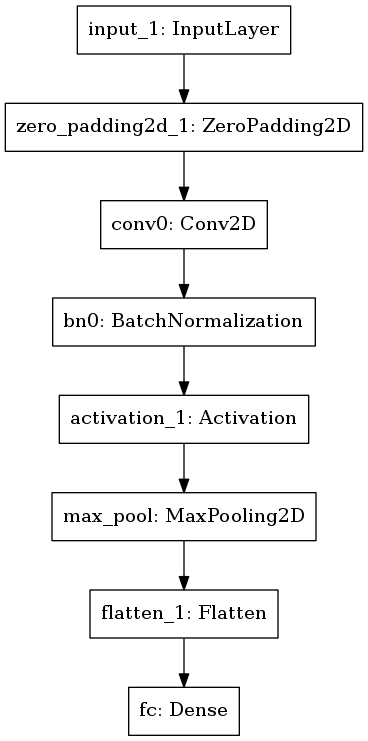 input_1: InputLayer
zero_padding2d_1: ZeroPadding2D
conv0: Conv2D
bn0: BatchNormalization
activation_1: Activation
max_pool: MaxPooling2D
flatten_1: Flatten
fc: Dense